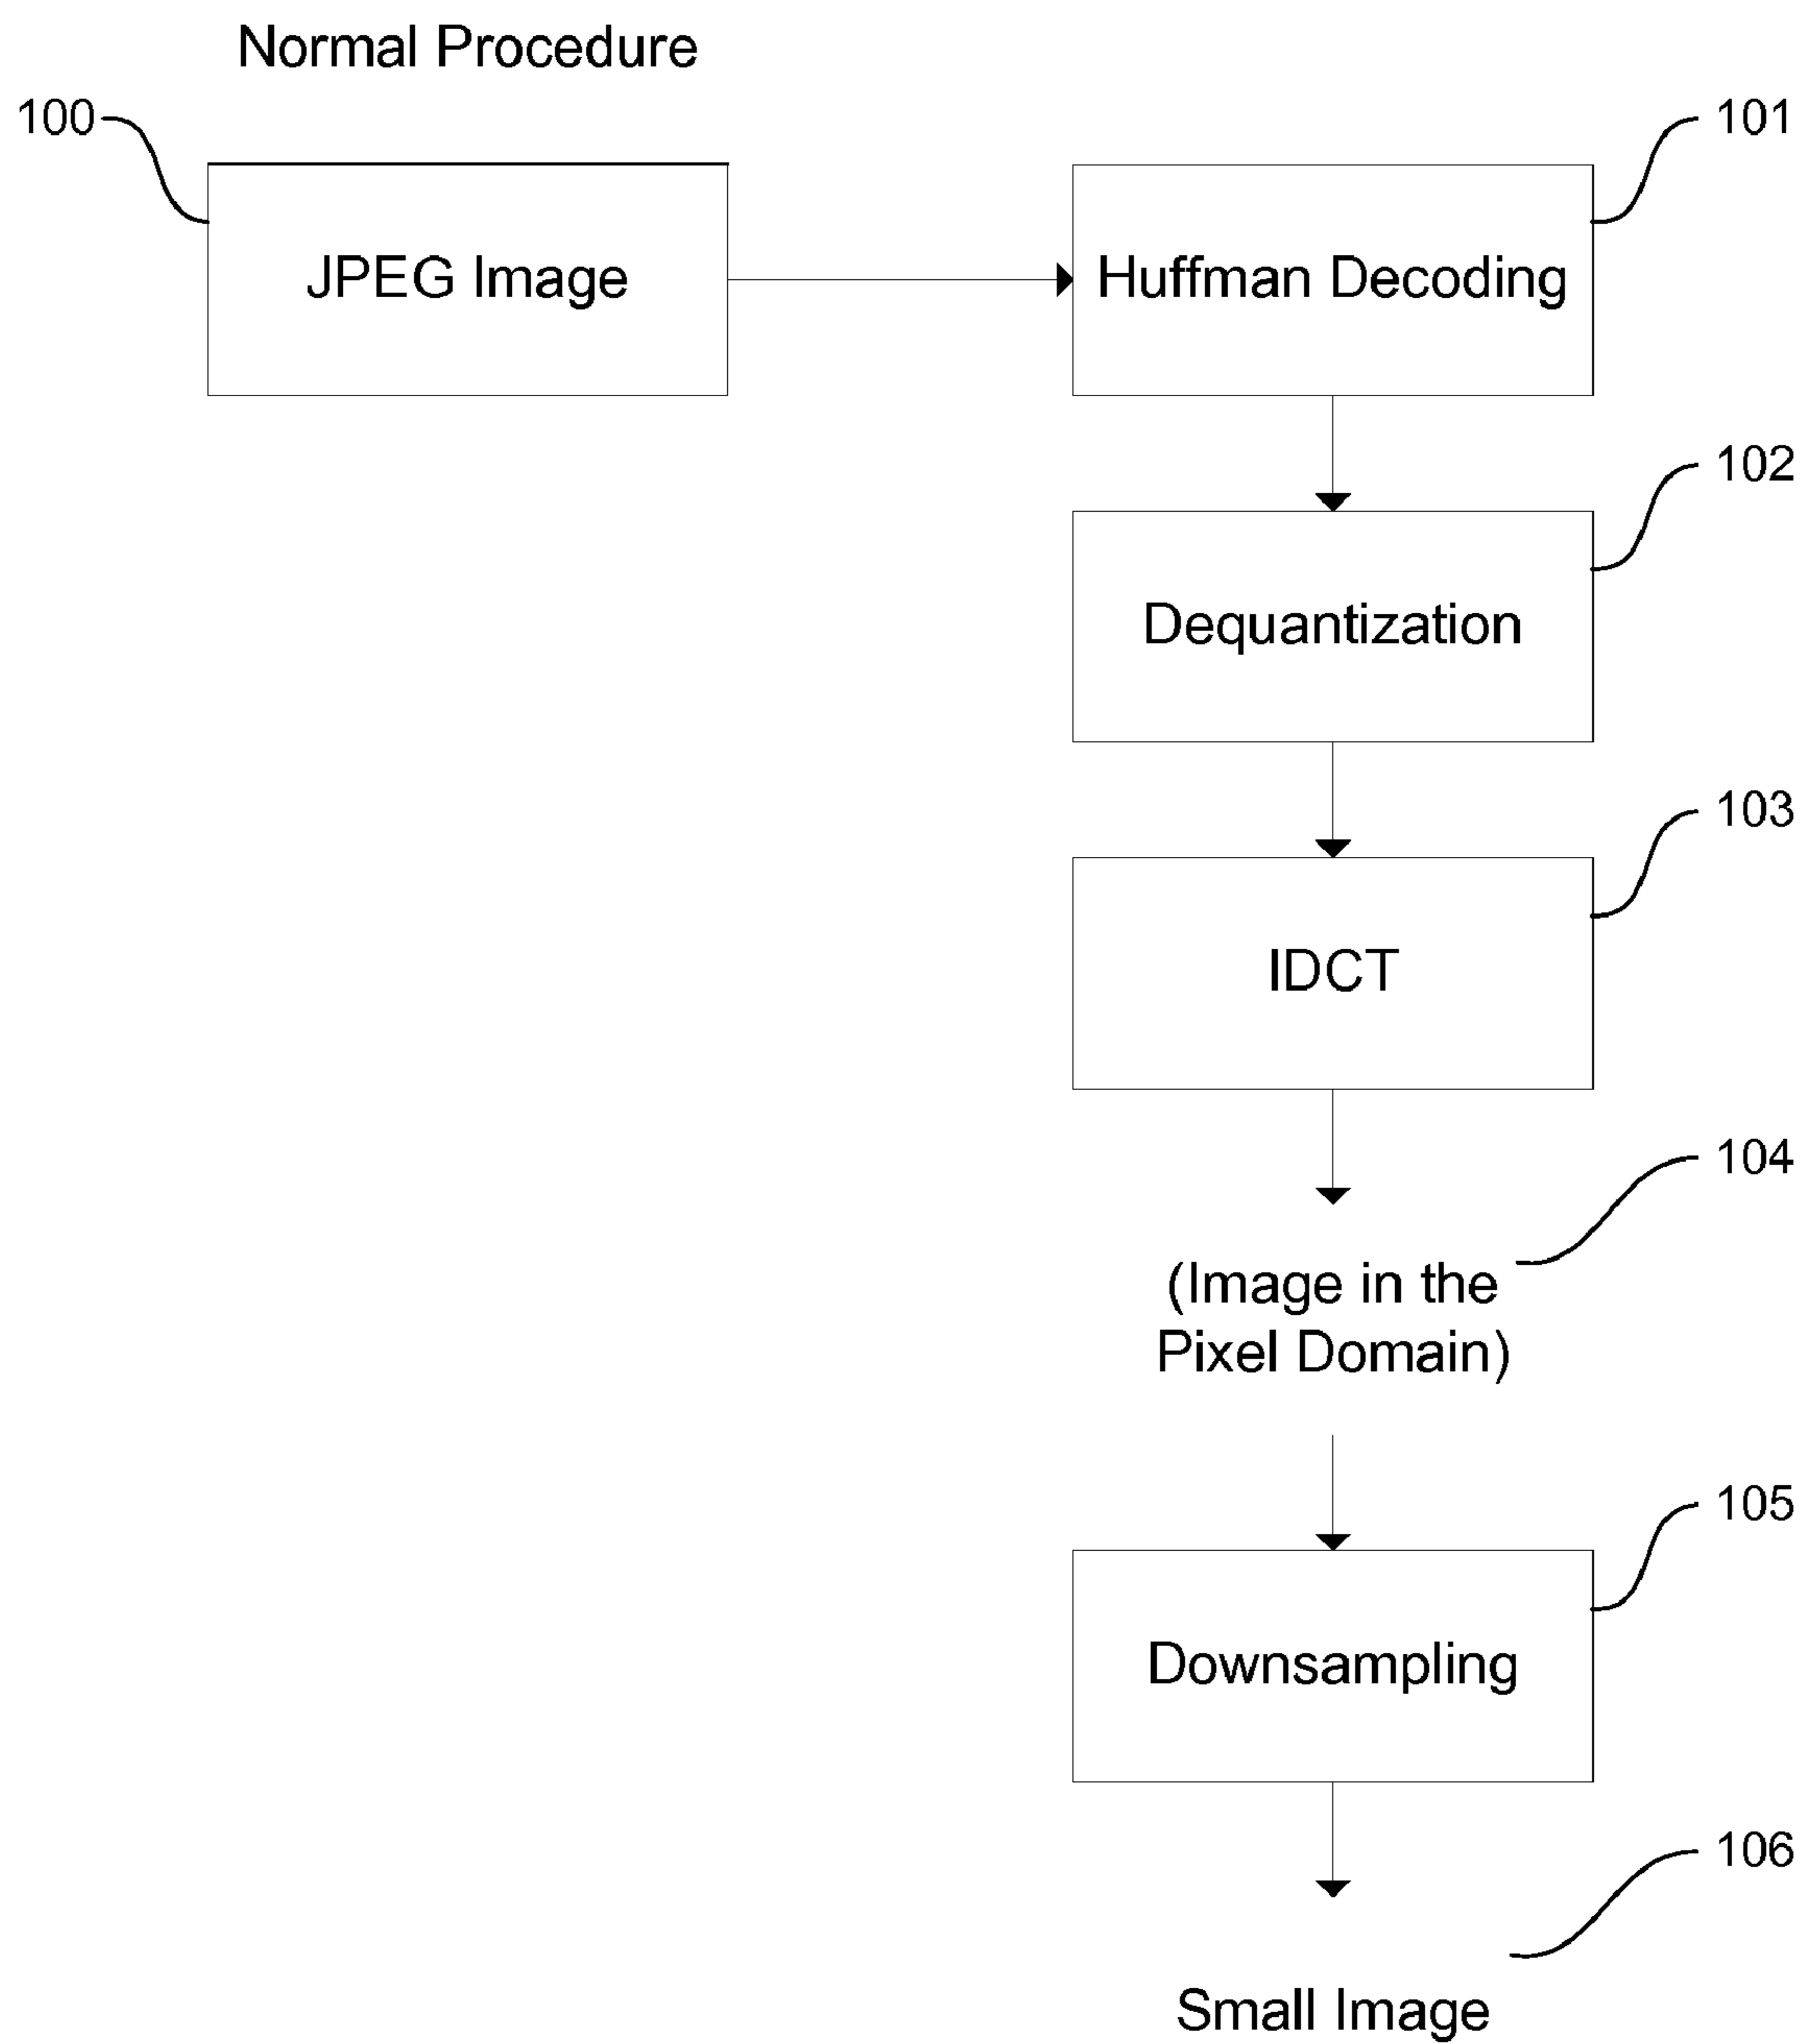 Normal Procedure
100
101
JPEG Image
Huffman Decoding
102
Dequantization
103
IDCT
104
(Image in the
Pixel Domain)
105
Downsampling
106
Small Image